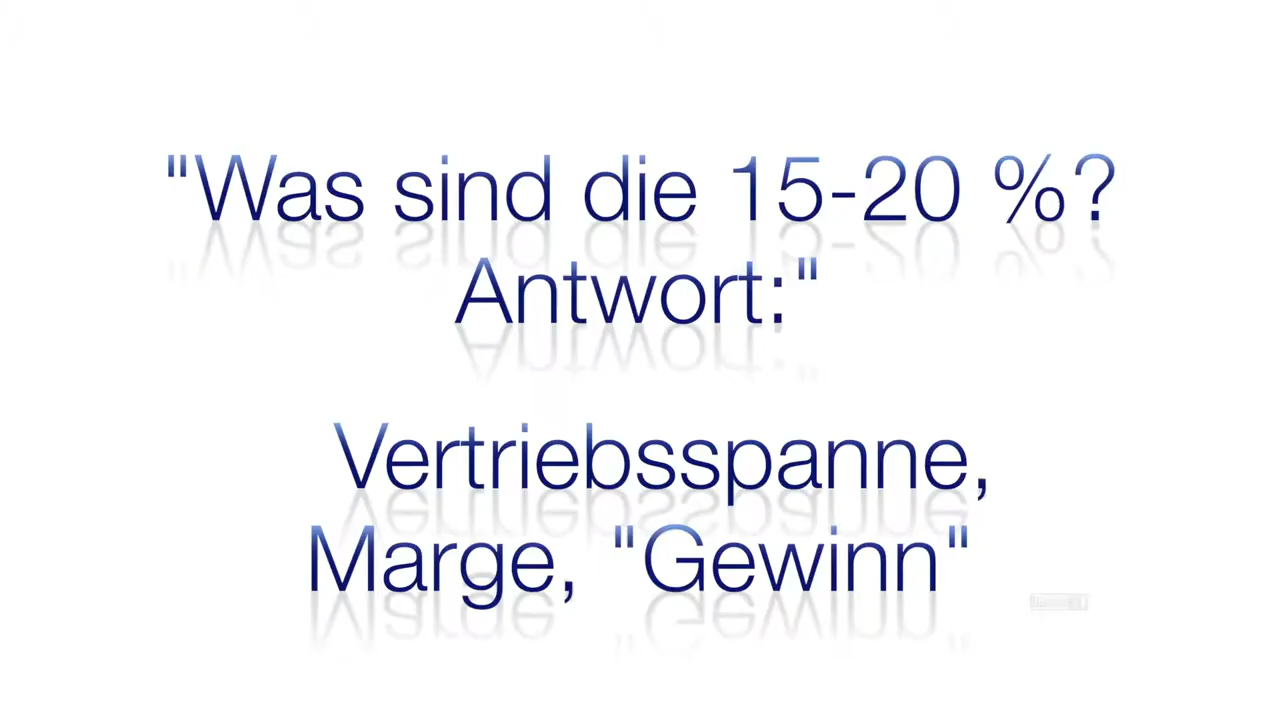 "Was sind die 15-20 %?
Antwort:"
Vertriebsspanne,
Marge, "Gewinn"